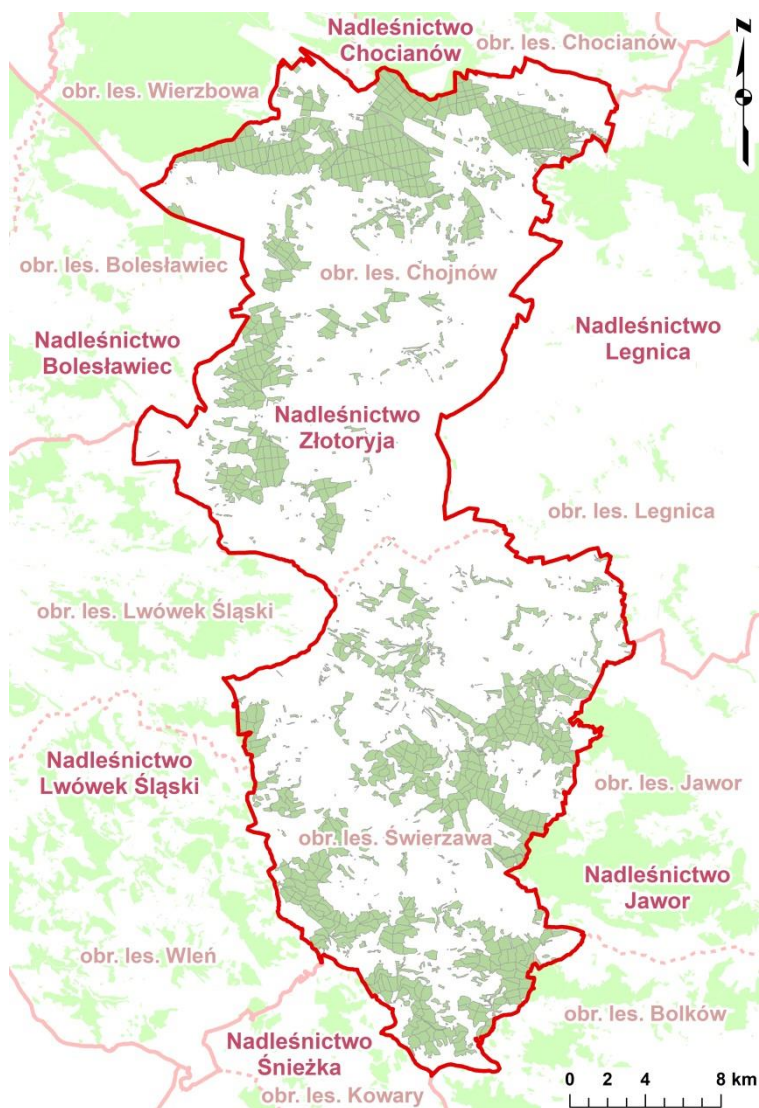 Nadleśnictwo
Chocianów
obr. les. Chocianów
N
obr. les. Wierzbowa
obr. les. Bolesławiec
obr. les. Chojnów
Nadleśnictwo
Bolesławiec
Nadleśnictwo
Legnica
Nadleśnictwo
Złotoryja
obr. les. Legnica
obr. les. Lwówek Śląski
Nadleśnictwo
Lwówek Śląski
obr. les. Jawor
obr. les. Świerzawa
Nadleśnictwo
Jawor
obr. les. Wleń
obr. les. Bolków
Nadleśnictwo
Śnieżka
obr. les. Kowary
0 2 4 8 km